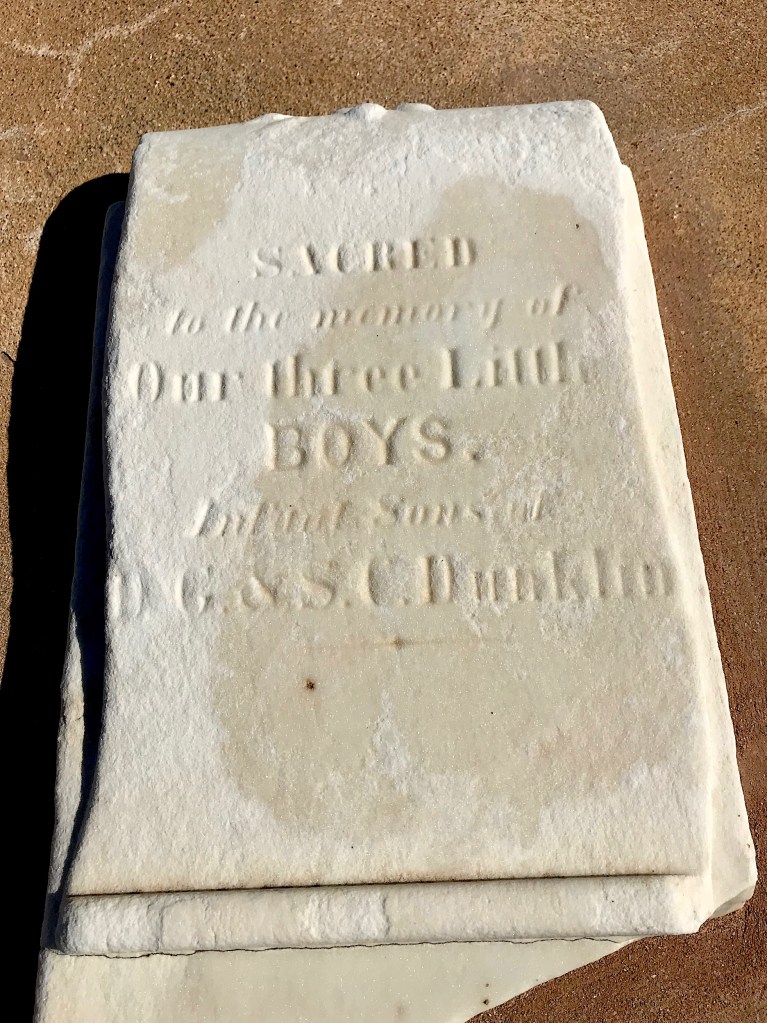 SACRED
to the memory of
Our three Little
BOYS.
Infant Sons of
D. G. & S. C. Dunklin